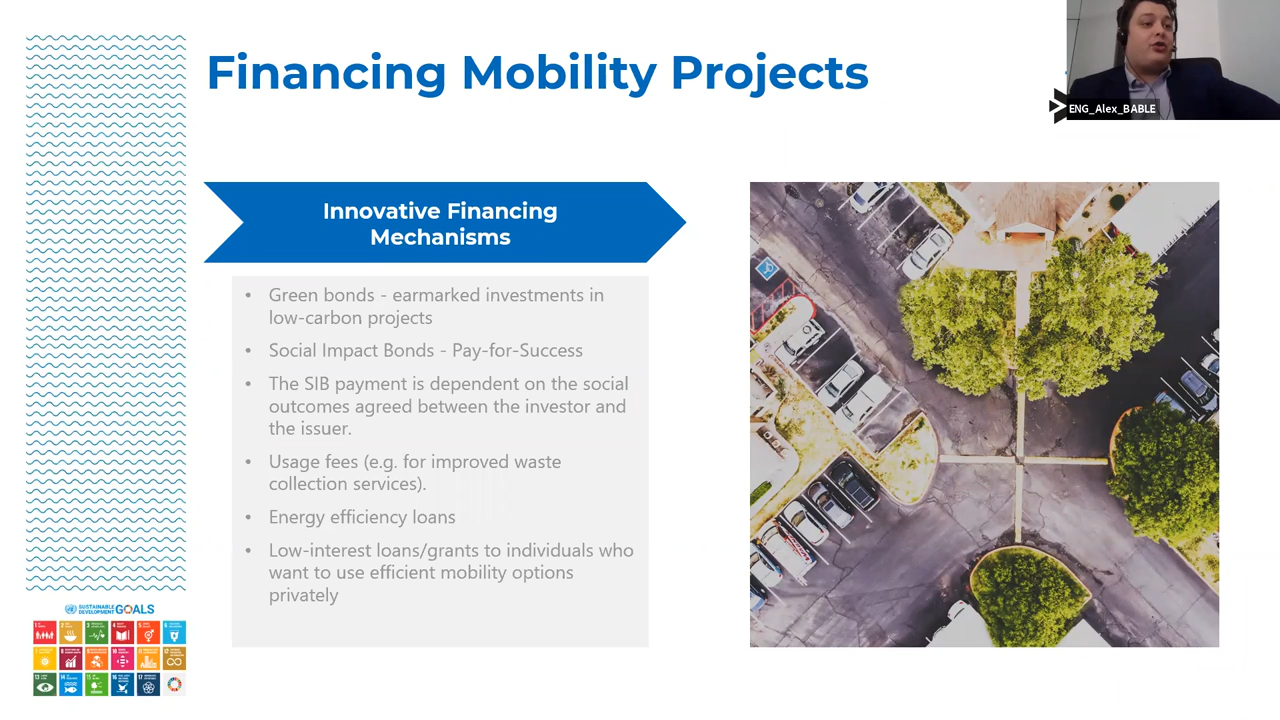 Financing Mobility Projects
ENG_Alex_BABLE
Innovative Financing
Mechanisms
• Green bonds - earmarked investments in
low-carbon projects
• Social Impact Bonds - Pay-for-Success
• The SIB payment is dependent on the social
outcomes agreed between the investor and
the issuer.
• Usage fees (e.g. for improved waste
collection services).
• Energy efficiency loans
• Low-interest loans/grants to individuals who
want to use efficient mobility options
privately
SUSTAINABLE
DEVELOPMENT GOALS